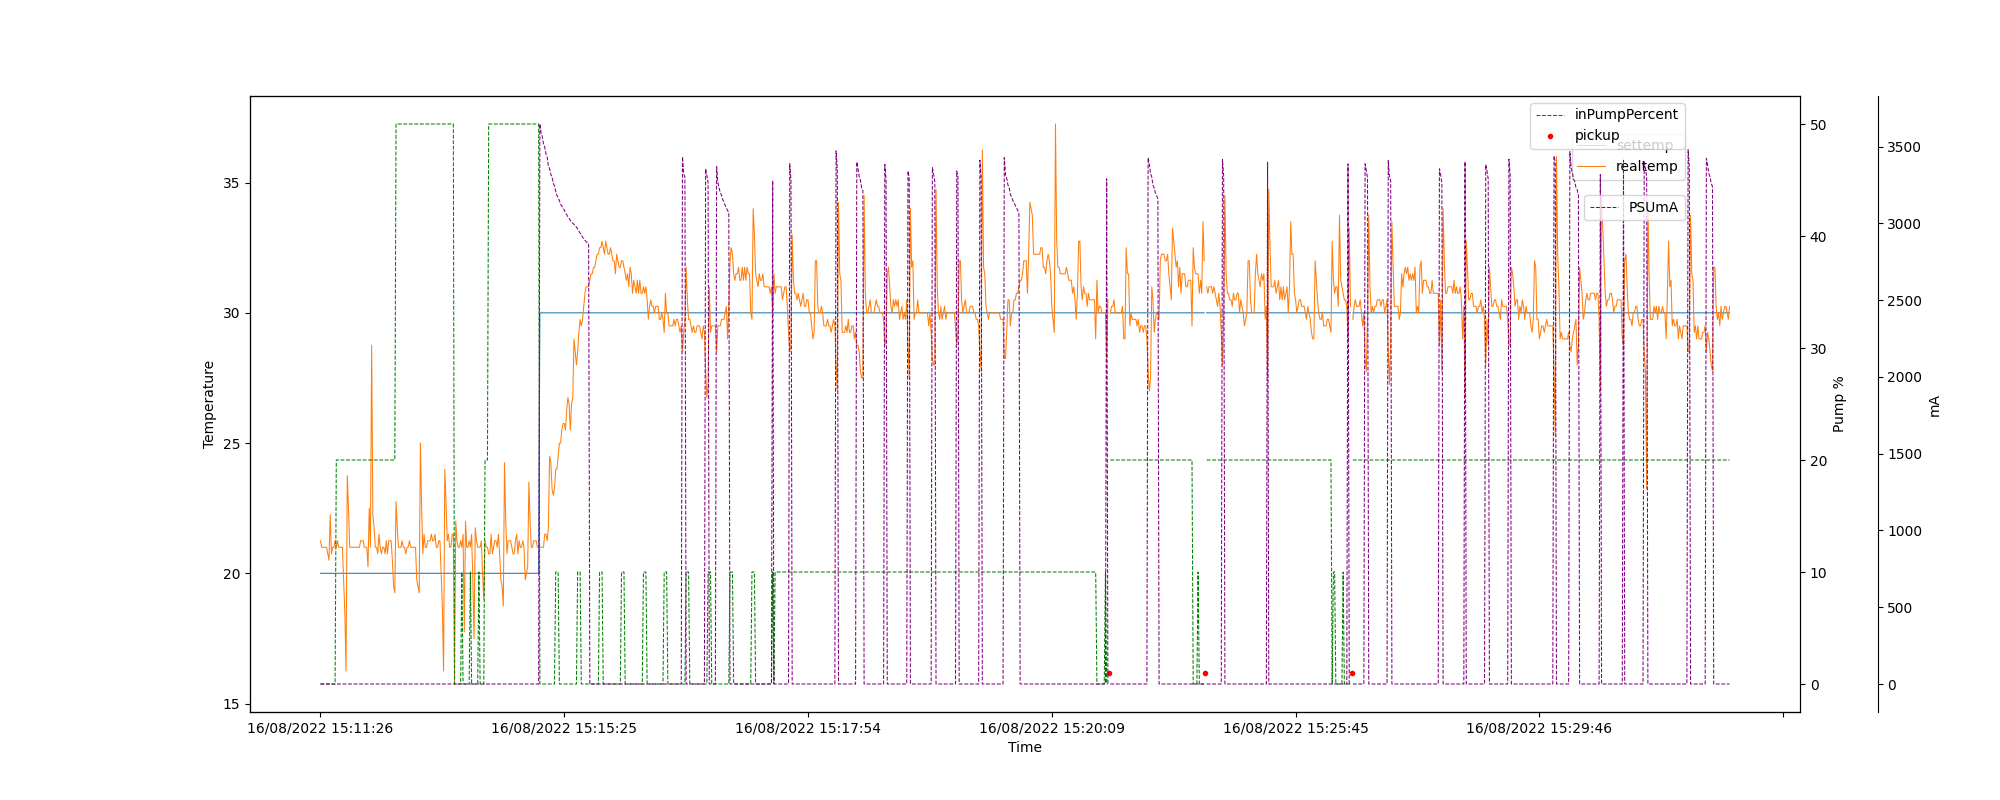 inPumpPercent
pickup
settemp
realtemp
PSUmA
35
30
25
20
15
Temperature
50
40
30
20
10
0
Pump %
3500
3000
2500
2000
1500
1000
500
0
mA
16/08/2022 15:11:26
16/08/2022 15:15:25
16/08/2022 15:17:54
16/08/2022 15:20:09
16/08/2022 15:25:45
16/08/2022 15:29:46
Time